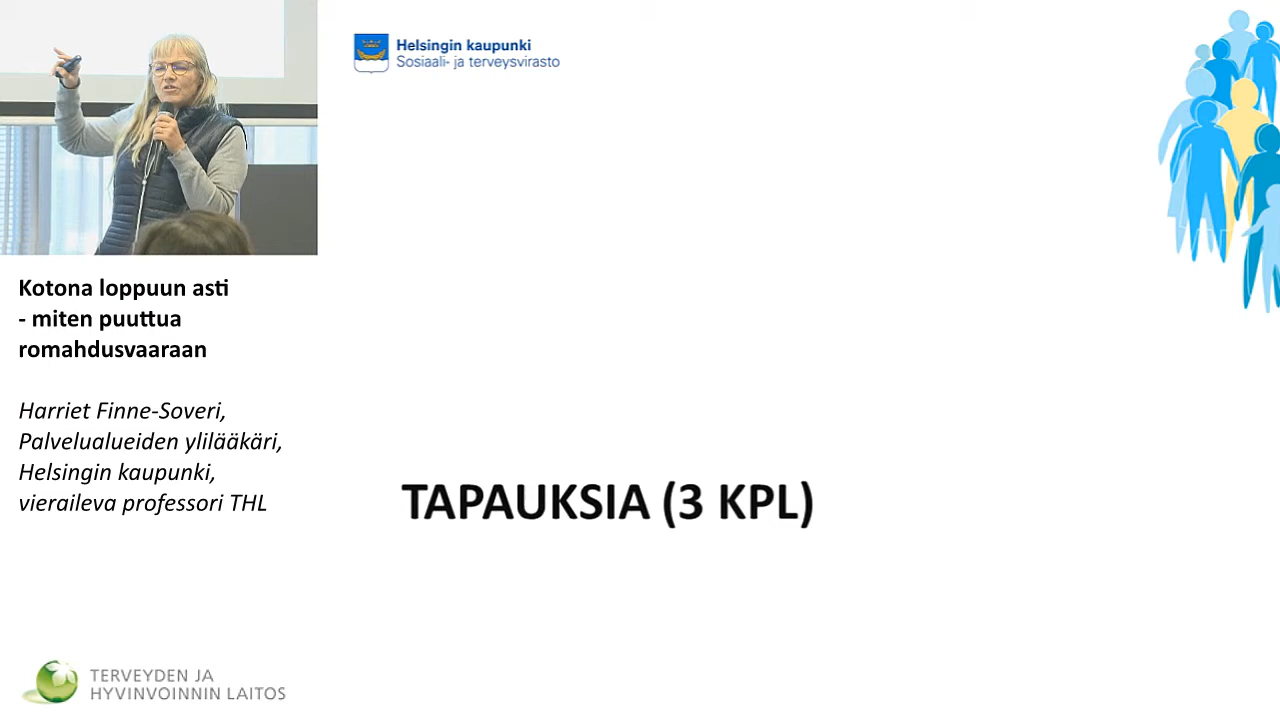 Helsingin kaupunki
Sosiaali- ja terveysvirasto
Kotona loppuun asti
- miten puuttua
romahdusvaaraan
Harriet Finne-Soveri,
Palvelualueiden ylilääkäri,
Helsingin kaupunki,
vieraileva professori THL
TAPAUKSIA (3 KPL)
TERVEYDEN JA
HYVINVOINNIN LAITOS